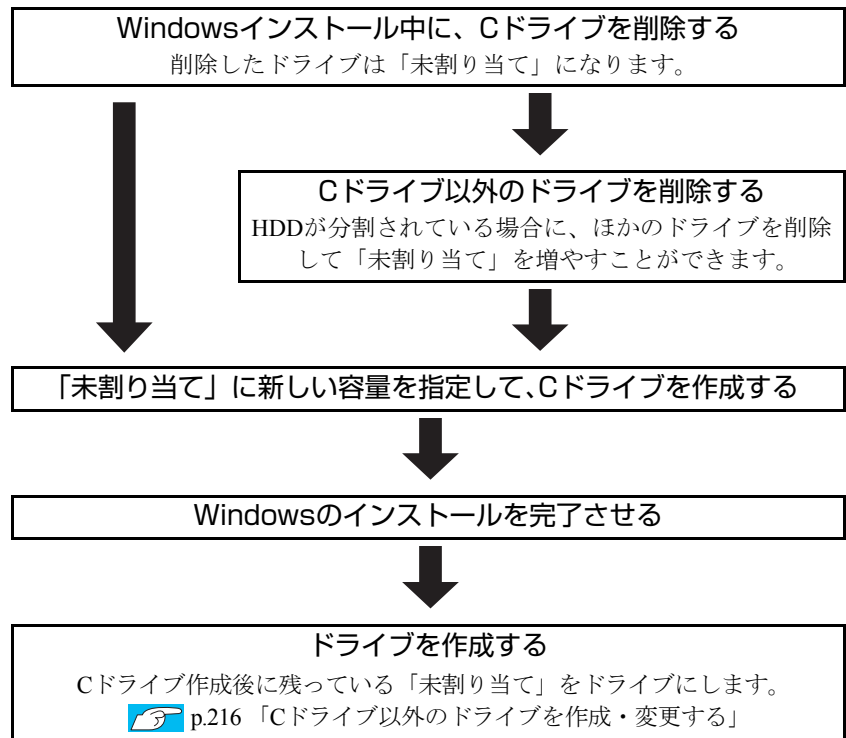 Windowsインストール中に、Cドライブを削除する
削除したドライブは「未割り当て」になります。
Cドライブ以外のドライブを削除する
HDDが分割されている場合に、ほかのドライブを削除
して「未割り当て」を増やすことができます。
「未割り当て」に新しい容量を指定して、Cドライブを作成する
Windowsのインストールを完了させる
ドライブを作成する
Cドライブ作成後に残っている「未割り当て」をドライブにします。
p.216 「Cドライブ以外のドライブを作成・変更する」